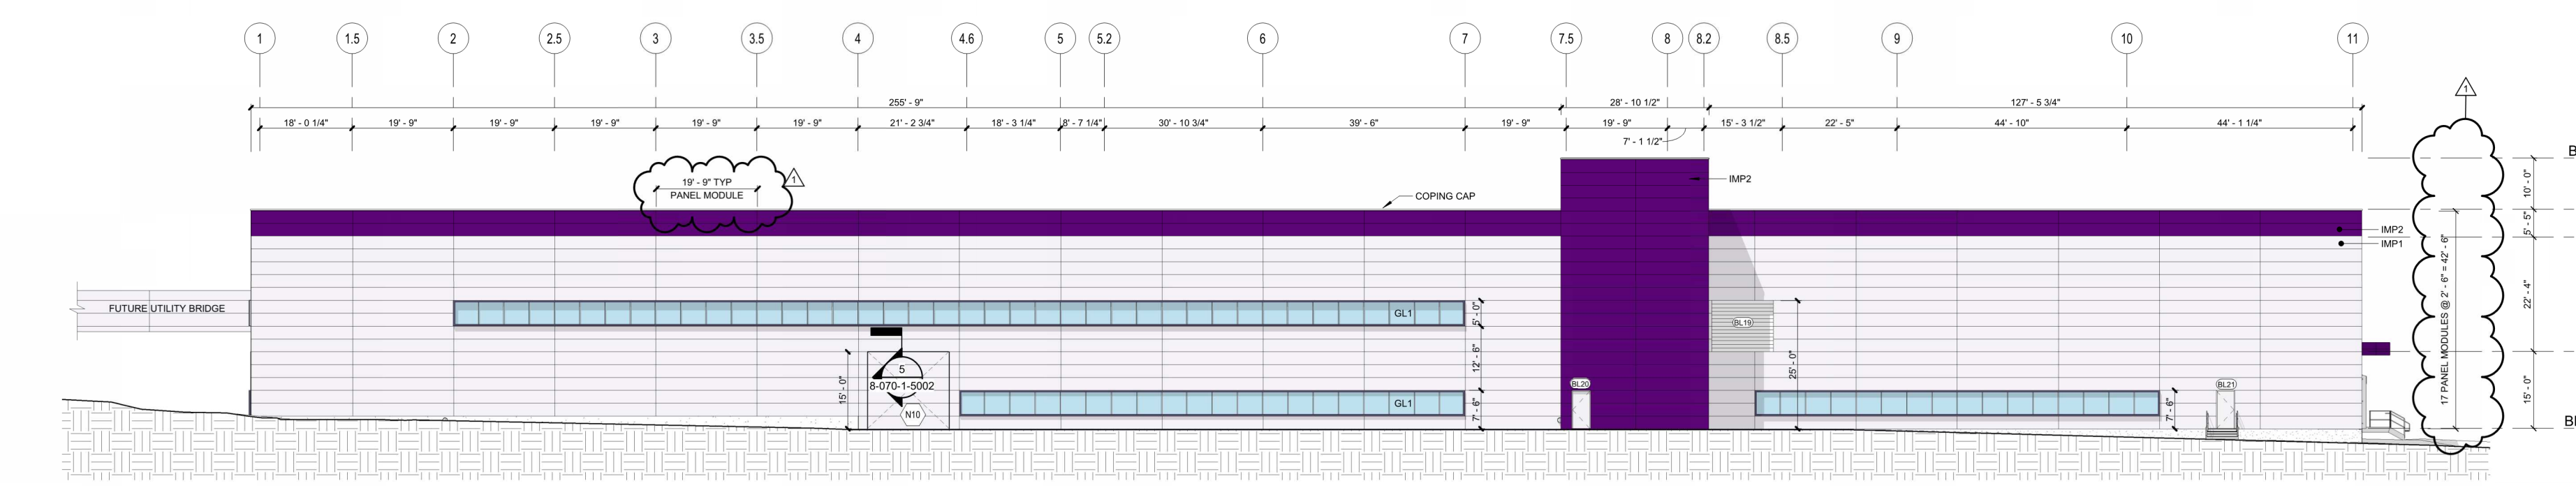 1 1.5 2 2.5 3 3.5 4 4.6 5 5.2 6 7 7.5 8 8.2 8.5 9 10 11
255' - 9" 28' - 10 1/2" 127' - 5 3/4"
18' - 0 1/4" 19' - 9" 19' - 9" 19' - 9" 19' - 9" 19' - 9" 21' - 2 3/4" 18' - 3 1/4" 8' - 7 1/4" 30' - 10 3/4" 39' - 6" 19' - 9" 19' - 9" 15' - 3 1/2" 22' - 5" 44' - 10" 44' - 1 1/4"
7' - 1 1/2"
1
B
19' - 9" TYP
PANEL MODULE
1
IMP2
COPING CAP
10' - 0"
5' - 5"
IMP2
IMP1
17 PANEL MODULES @ 2' - 6" = 42' - 6"
22' - 4"
FUTURE UTILITY BRIDGE
GL1
5' - 0"
BL19
12' - 6"
25' - 0"
15' - 0"
5
8-070-1-5002
N10
GL1
7' - 6"
BL20
7' - 6"
BL21
15' - 0"
Bl